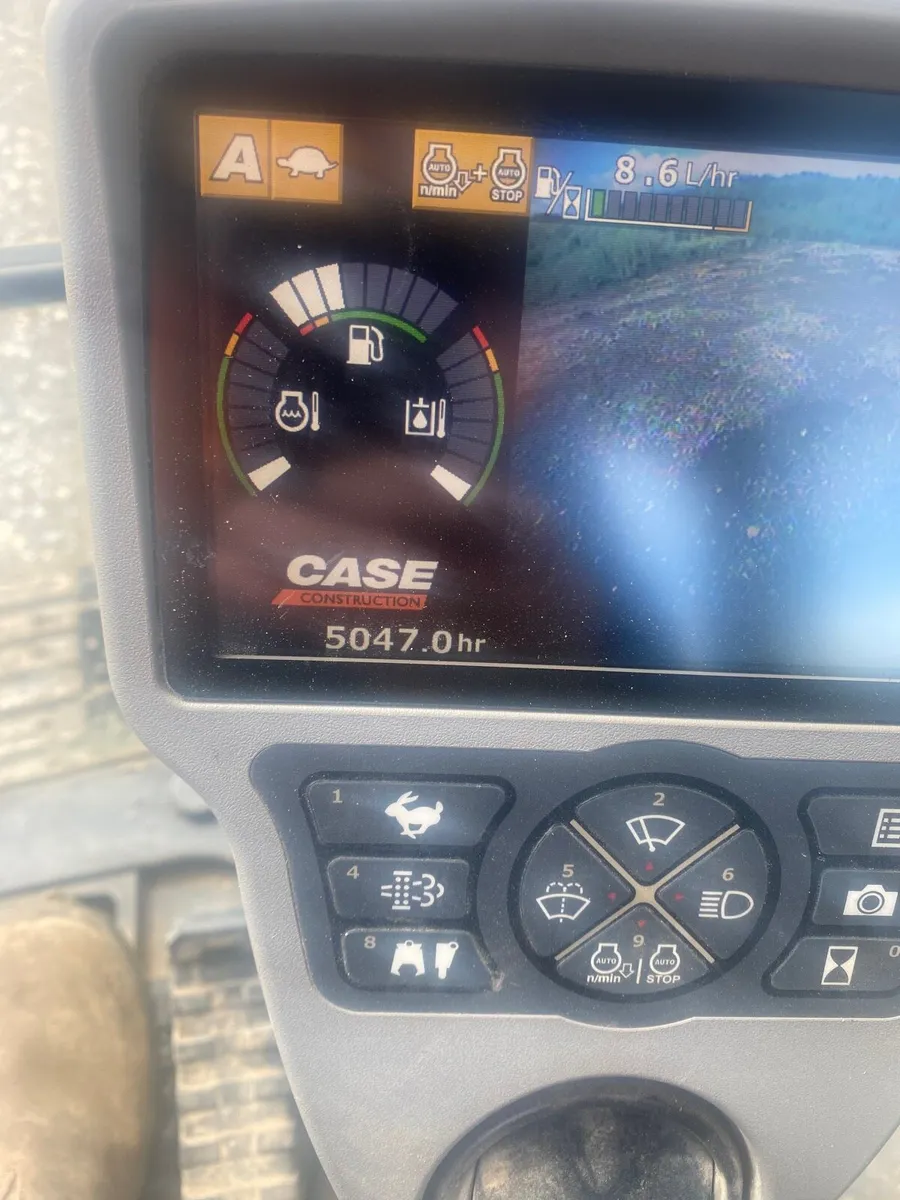 A
AUTO n/min + AUTO STOP
8.6 L/hr
CASE
CONSTRUCTION
5047.0hr
1
2
4
5
6
8
9
AUTO n/min | AUTO STOP
0